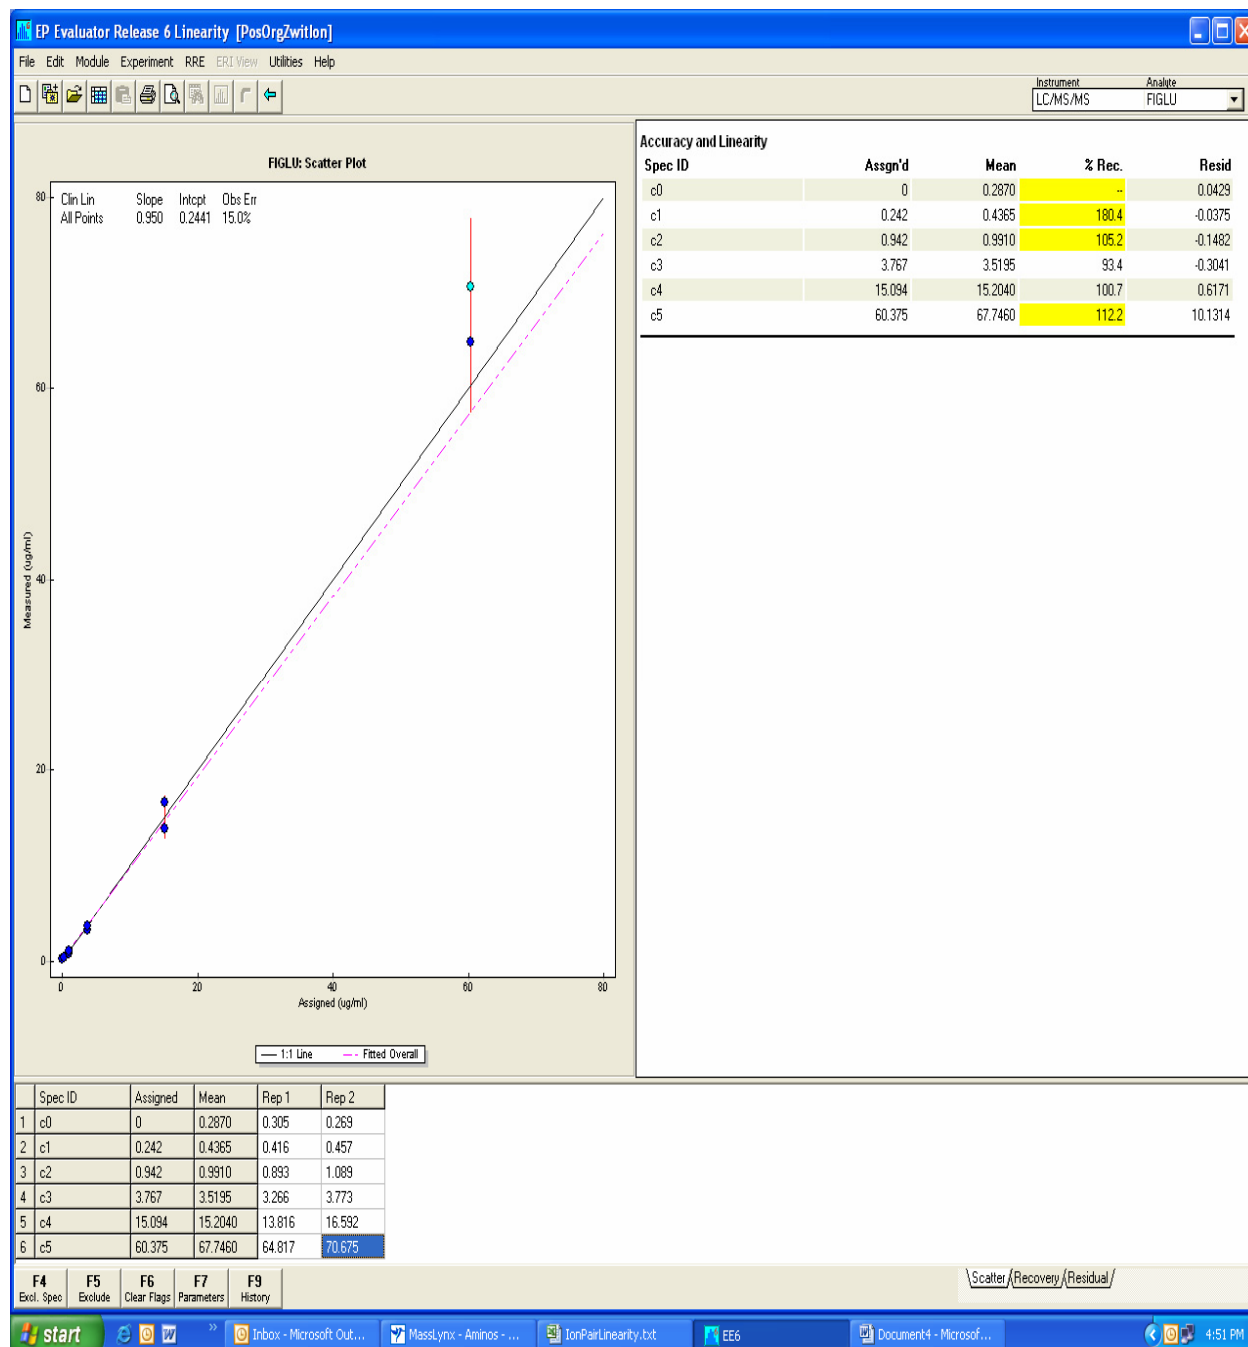 EP Evaluator Release 6 Linearity [PosOrgZwitIon]
File Edit Module Experiment RRE ERI View Utilities Help
Instrument Analyte
LC/MS/MS FIGLU
FIGLU: Scatter Plot
Clin Lin Slope Intcpt Obs Err
All Points 0.950 0.2441 15.0%
80
60
40
20
0
Measured (ug/ml)
0 20 40 60 80
Assigned (ug/ml)
1:1 Line Fitted Overall
Accuracy and Linearity
Spec ID Assgn'd Mean % Rec. Resid
c0 0 0.2870 -- 0.0429
c1 0.242 0.4365 180.4 -0.0375
c2 0.942 0.9910 105.2 -0.1482
c3 3.767 3.5195 93.4 -0.3041
c4 15.094 15.2040 100.7 0.6171
c5 60.375 67.7460 112.2 10.1314
Spec ID Assigned Mean Rep 1 Rep 2
1 c0 0 0.2870 0.305 0.269
2 c1 0.242 0.4365 0.416 0.457
3 c2 0.942 0.9910 0.893 1.089
4 c3 3.767 3.5195 3.266 3.773
5 c4 15.094 15.2040 13.816 16.592
6 c5 60.375 67.7460 64.817 70.675
F4 F5 F6 F7 F9
Excl. Spec Exclude Clear Flags Parameters History
Scatter Recovery Residual
start Inbox - Microsoft Out... MassLynx - Aminos - ... IonPairLinearity.txt EE6 Document4 - Microsof... 4:51 PM